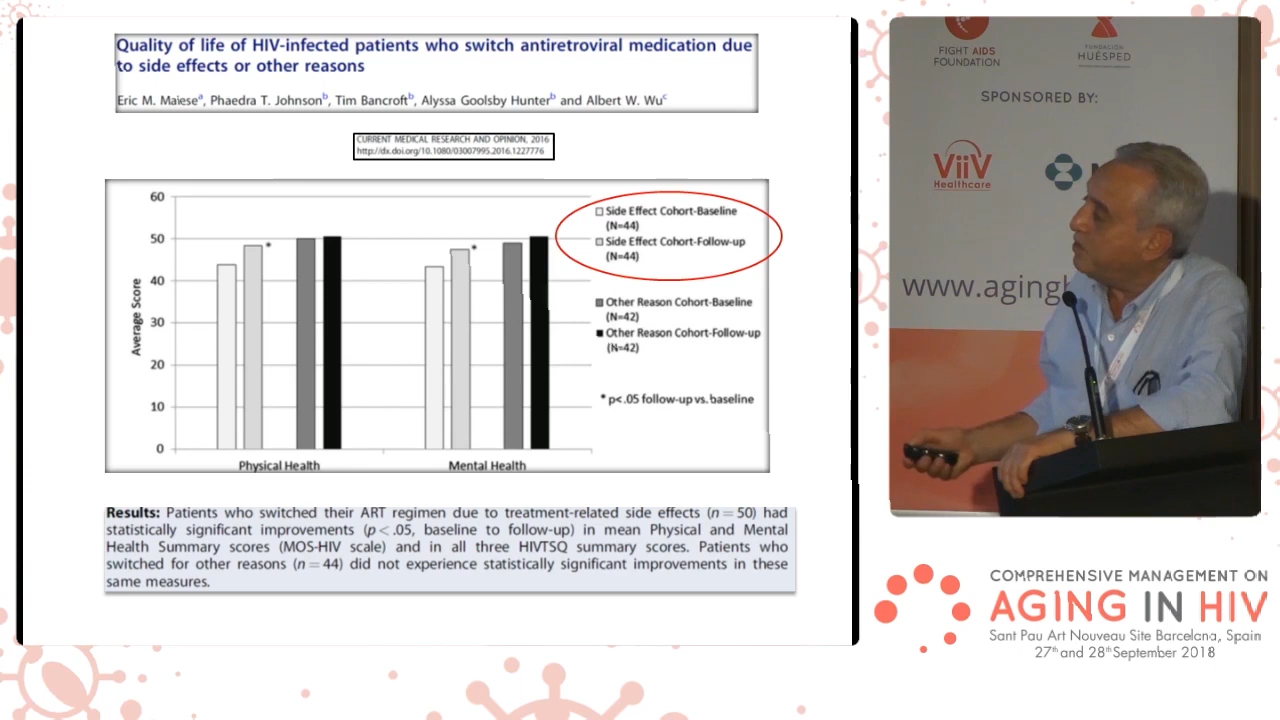 Quality of life of HIV-infected patients who switch antiretroviral medication due
to side effects or other reasons
Eric M. Maiese^a, Phaedra T. Johnson^b, Tim Bancroft^b, Alyssa Goolsby Hunter^b and Albert W. Wu^c
CURRENT MEDICAL RESEARCH AND OPINION, 2016
http://dx.doi.org/10.1080/03007995.2016.1227776
60
50
40
30
20
10
0
Average Score
*
*
Physical Health
Mental Health
Side Effect Cohort-Baseline
(N=44)
Side Effect Cohort-Follow-up
(N=44)
Other Reason Cohort-Baseline
(N=42)
Other Reason Cohort-Follow-up
(N=42)
* p<.05 follow-up vs. baseline
Results: Patients who switched their ART regimen due to treatment-related side effects (n = 50) had
statistically significant improvements (p < .05, baseline to follow-up) in mean Physical and Mental
Health Summary scores (MOS-HIV scale) and in all three HIVTSQ summary scores. Patients who
switched for other reasons (n = 44) did not experience statistically significant improvements in these
same measures.
FIGHT AIDS
FOUNDATION
FUNDACIÓN
HUÉSPED
SPONSORED BY:
ViiV
Healthcare
www.aging
COMPREHENSIVE MANAGEMENT ON
AGING IN HIV
Sant Pau Art Nouveau Site Barcelona, Spain
27th and 28th September 2018